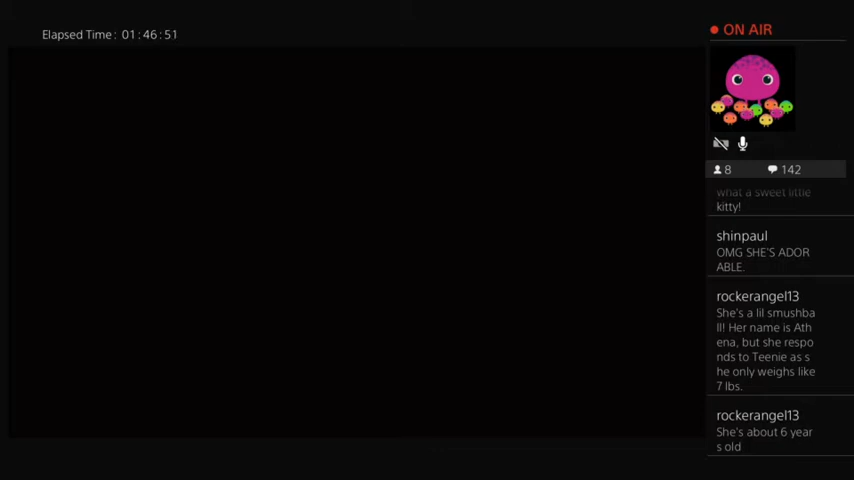 Elapsed Time: 01:46:51
ON AIR
8 142
what a sweet little
kitty!
shinpaul
OMG SHE'S ADOR
ABLE.
rockerangel13
She's a lil smushba
ll! Her name is Ath
ena, but she respo
nds to Teenie as s
he only weighs like
7 lbs.
rockerangel13
She's about 6 year
s old